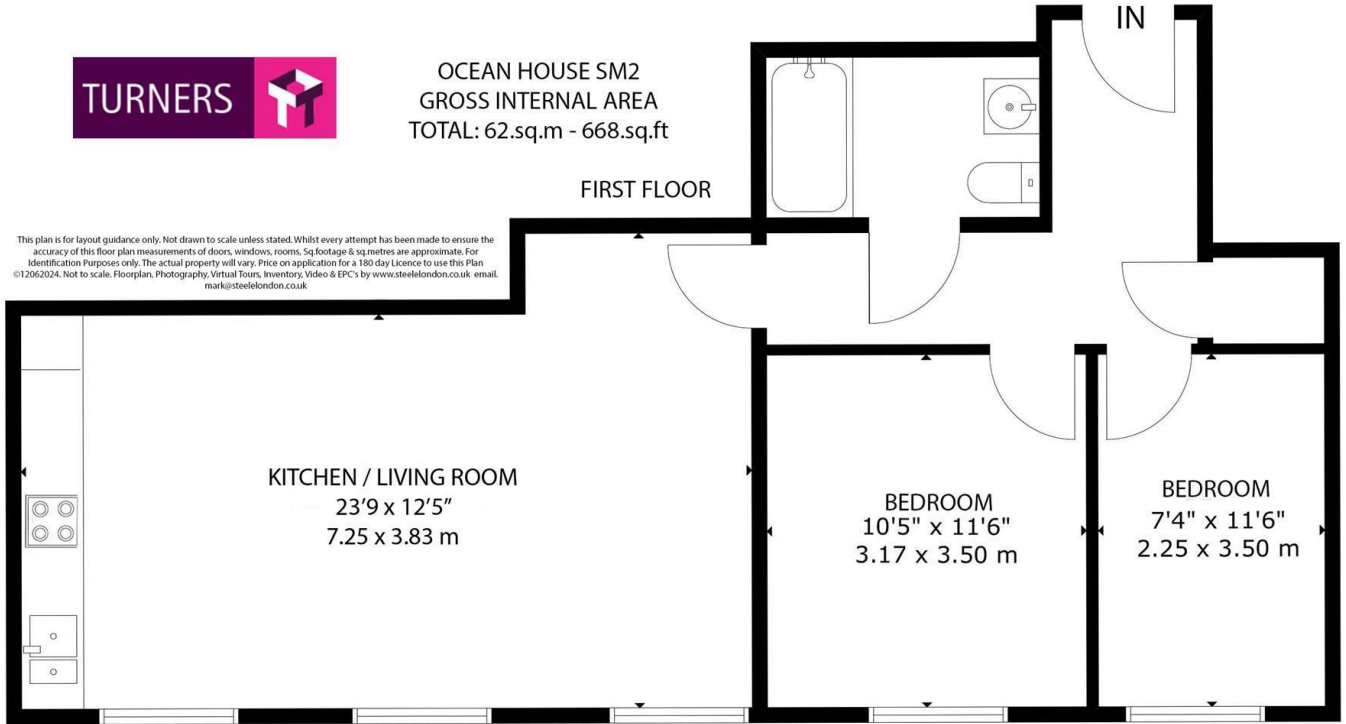 IN
TURNERS
OCEAN HOUSE SM2
GROSS INTERNAL AREA
TOTAL: 62.sq.m - 668.sq.ft
FIRST FLOOR
This plan is for layout guidance only. Not drawn to scale unless stated. Whilst every attempt has been made to ensure the
accuracy of this floor plan measurements of doors, windows, rooms, Sq.footage & sq.metres are approximate. For
Identification Purposes only. The actual property will vary. Price on application for a 180 day Licence to use this Plan
©12062024. Not to scale. Floorplan, Photography, Virtual Tours, Inventory, Video & EPC's by www.steelelondon.co.uk email.
mark@steelelondon.co.uk
KITCHEN / LIVING ROOM
23’9 x 12’5”
7.25 x 3.83 m
BEDROOM
10'5" x 11'6"
3.17 x 3.50 m
BEDROOM
7'4" x 11'6"
2.25 x 3.50 m